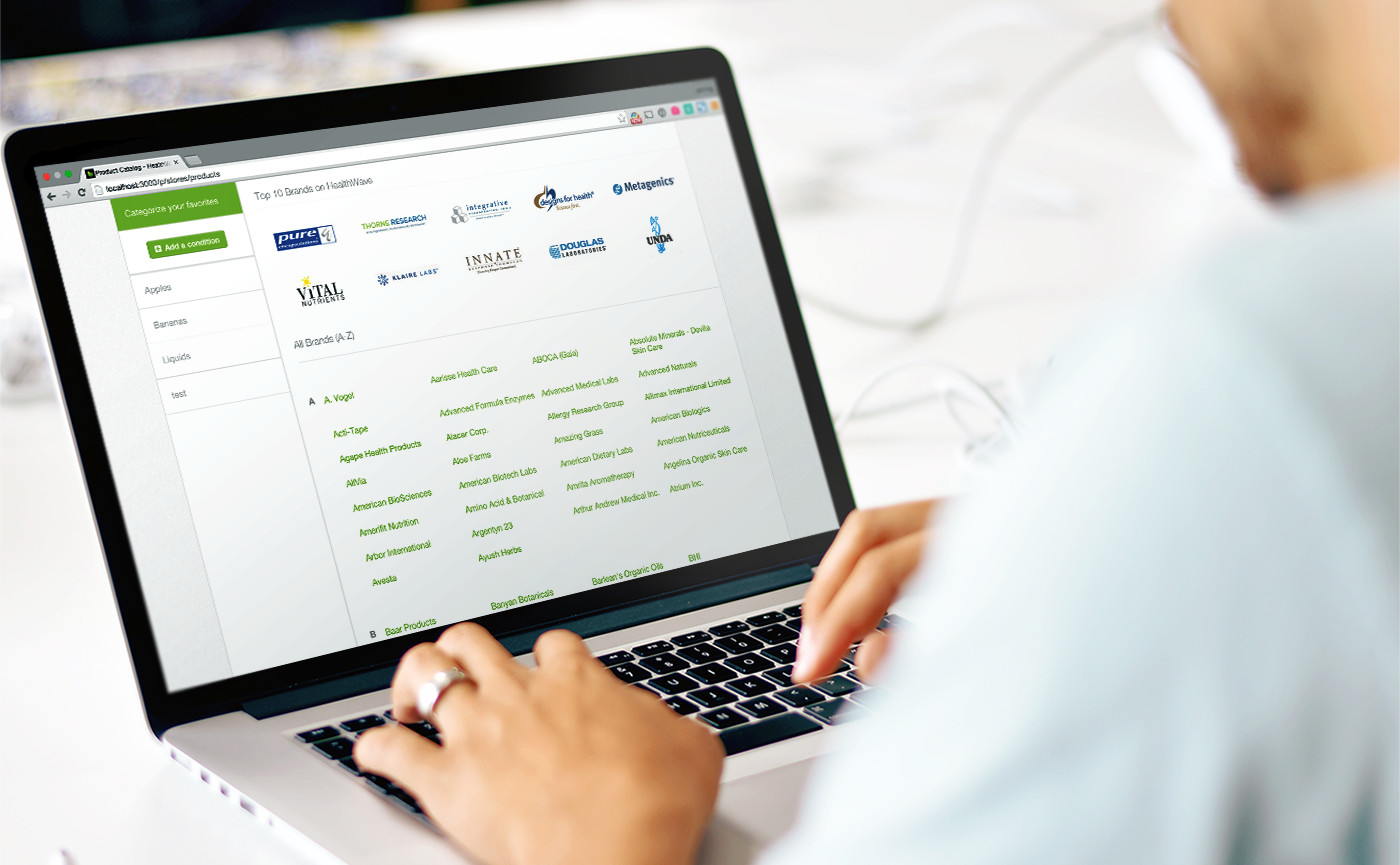 Product Catalog - Health
localhost:3000/p/stores/products
Categorize your favorites
Add a condition
Apples
Bananas
Liquids
test
Top 10 Brands on HealthWave
pure
THORNE RESEARCH
integrative
designs for health
Metagenics
VITAL
NUTRIENTS
KLAIRE LABS
INNATE
DOUGLAS
LABORATORIES
UNDA
All Brands (A-Z)
A A. Vogel Aarisse Health Care ABOCA (Gaia) Absolute Minerals - Devita
Skin Care
Acti-Tape Advanced Formula Enzymes Advanced Medical Labs Advanced Naturals
Agape Health Products Alacer Corp. Allergy Research Group Allimax International Limited
AllVia Aloe Farms Amazing Grass American Biologics
American BioSciences American Biotech Labs American Dietary Labs American Nutriceuticals
Amerifit Nutrition Amino Acid & Botanical Amrita Aromatherapy Angelina Organic Skin Care
Arbor International Argentyn 23 Arthur Andrew Medical Inc. Atrium Inc.
Avesta Ayush Herbs
B Baar Products Banyan Botanicals Barlean's Organic Oils BHI